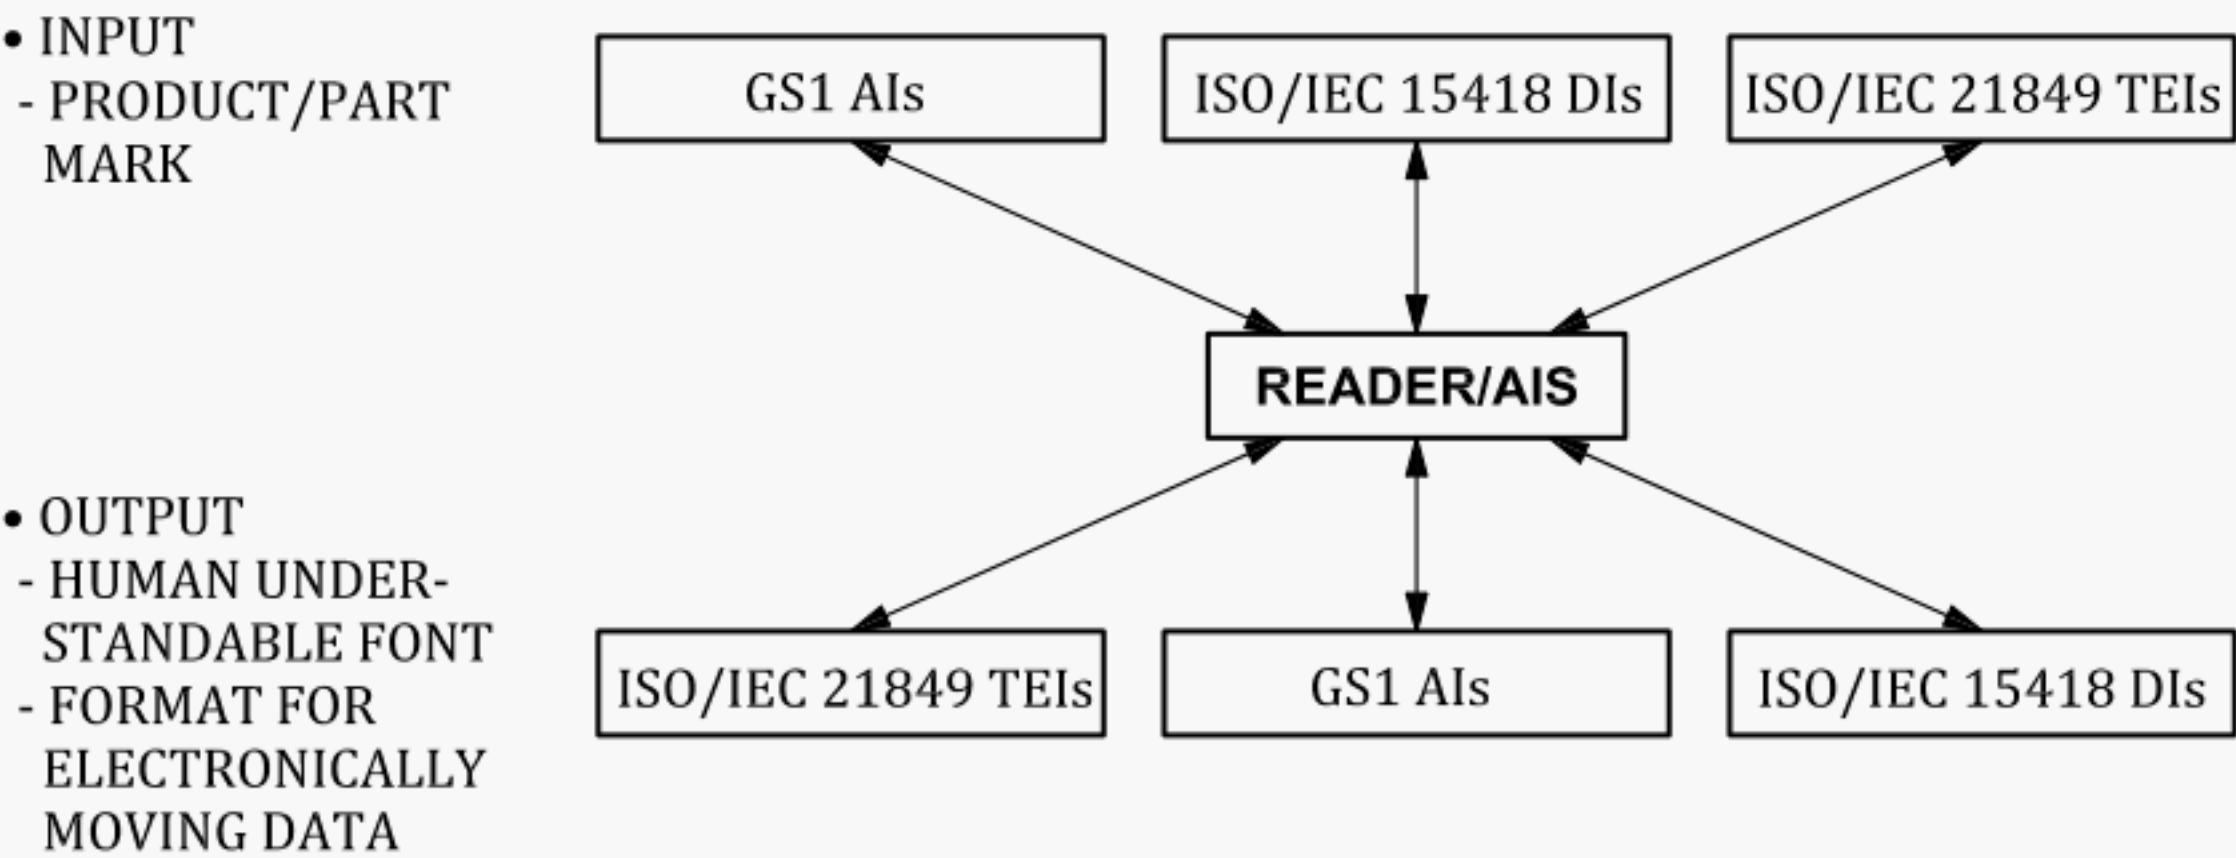 • INPUT
- PRODUCT/PART
MARK
GS1 AIs
ISO/IEC 15418 DIs
ISO/IEC 21849 TEIs
READER/AIS
• OUTPUT
- HUMAN UNDER-
STANDABLE FONT
- FORMAT FOR
ELECTRONICALLY
MOVING DATA
ISO/IEC 21849 TEIs
GS1 AIs
ISO/IEC 15418 DIs